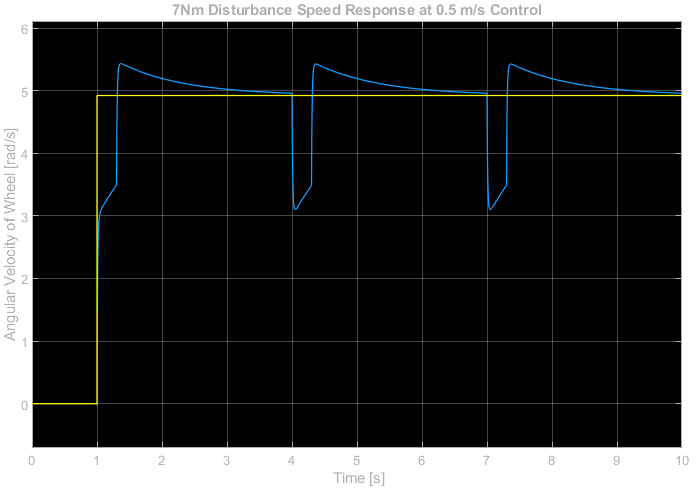 7Nm Disturbance Speed Response at 0.5 m/s Control
Angular Velocity of Wheel [rad/s]
6
5
4
3
2
1
0
0 1 2 3 4 5 6 7 8 9 10
Time [s]